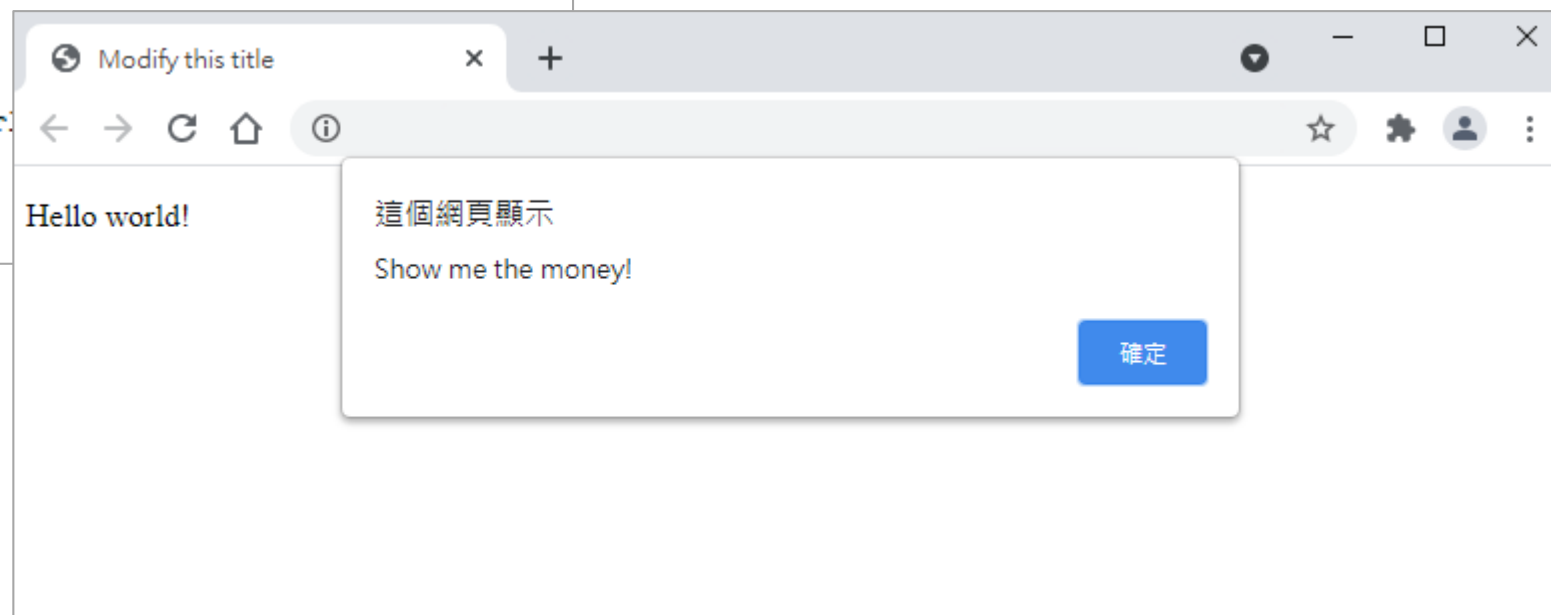 Modify this title
Hello world!
這個網頁顯示
Show me the money!
確定